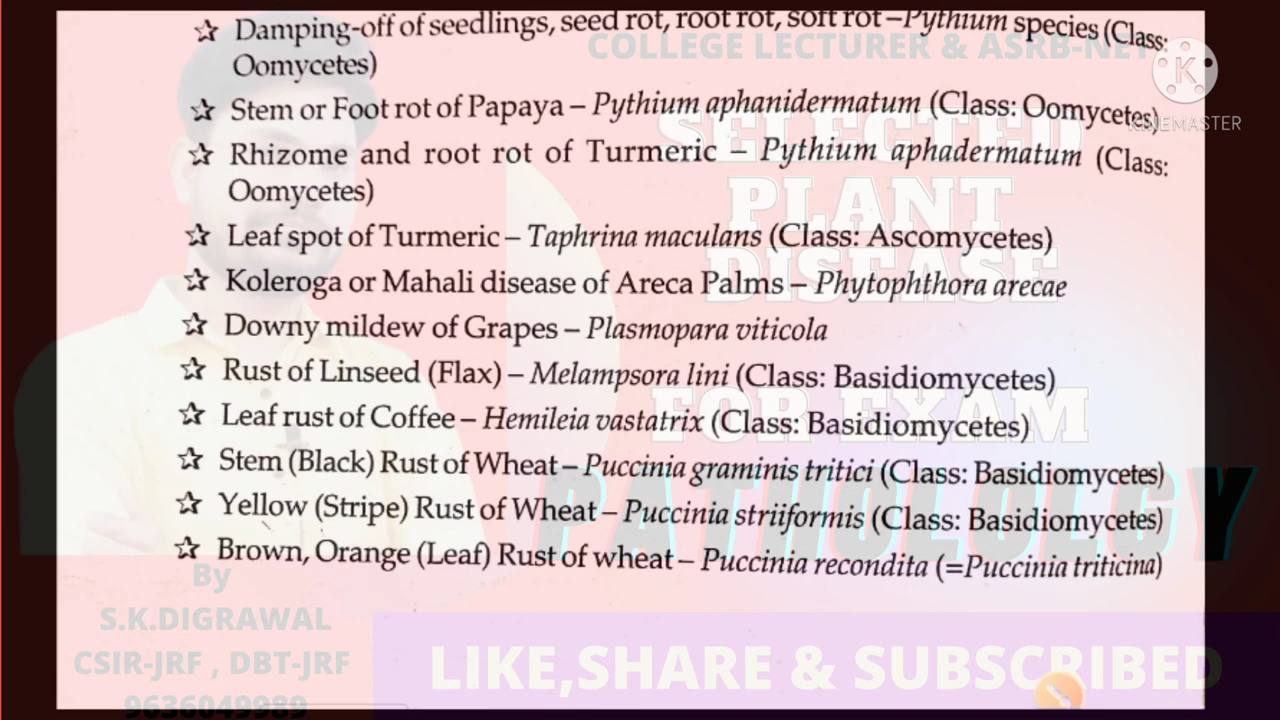 ☆ Damping-off of seedlings, seed rot, root rot, soft rot – Pythium species (Class:
Oomycetes)
☆ Stem or Foot rot of Papaya – Pythium aphanidermatum (Class: Oomycetes)
☆ Rhizome and root rot of Turmeric – Pythium aphadermatum (Class:
Oomycetes)
☆ Leaf spot of Turmeric – Taphrina maculans (Class: Ascomycetes)
☆ Koleroga or Mahali disease of Areca Palms – Phytophthora arecae
☆ Downy mildew of Grapes – Plasmopara viticola
☆ Rust of Linseed (Flax) – Melampsora lini (Class: Basidiomycetes)
☆ Leaf rust of Coffee – Hemileia vastatrix (Class: Basidiomycetes)
☆ Stem (Black) Rust of Wheat – Puccinia graminis tritici (Class: Basidiomycetes)
☆ Yellow (Stripe) Rust of Wheat – Puccinia striiformis (Class: Basidiomycetes)
☆ Brown, Orange (Leaf) Rust of wheat – Puccinia recondita (=Puccinia triticina)
COLLEGE LECTURER & ASRB-NET
K
KINEMASTER
SELECTED
PLANT
DISEASE
FOR EXAM
PATHOLOLGY
By
S.K.DIGRAWAL
CSIR-JRF , DBT-JRF
9636049989
LIKE,SHARE & SUBSCRIBED